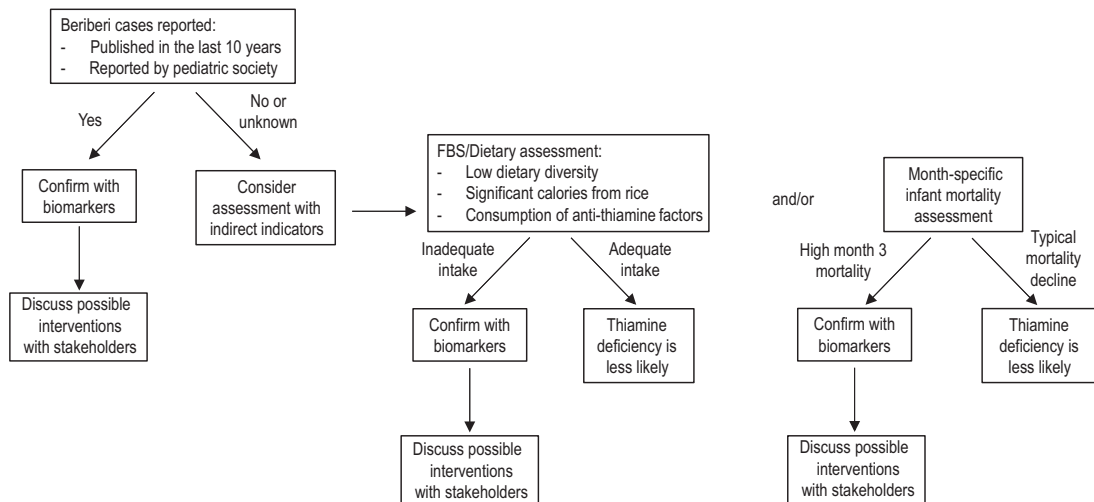 Beriberi cases reported:
- Published in the last 10 years
- Reported by pediatric society
Yes
No or
unknown
Confirm with
biomarkers
Consider
assessment with
indirect indicators
Discuss possible
interventions
with stakeholders
FBS/Dietary assessment:
- Low dietary diversity
- Significant calories from rice
- Consumption of anti-thiamine factors
Inadequate
intake
Adequate
intake
Confirm with
biomarkers
Thiamine
deficiency is
less likely
Discuss possible
interventions
with stakeholders
and/or
Month-specific
infant mortality
assessment
High month 3
mortality
Typical
mortality
decline
Confirm with
biomarkers
Thiamine
deficiency is
less likely
Discuss possible
interventions
with stakeholders